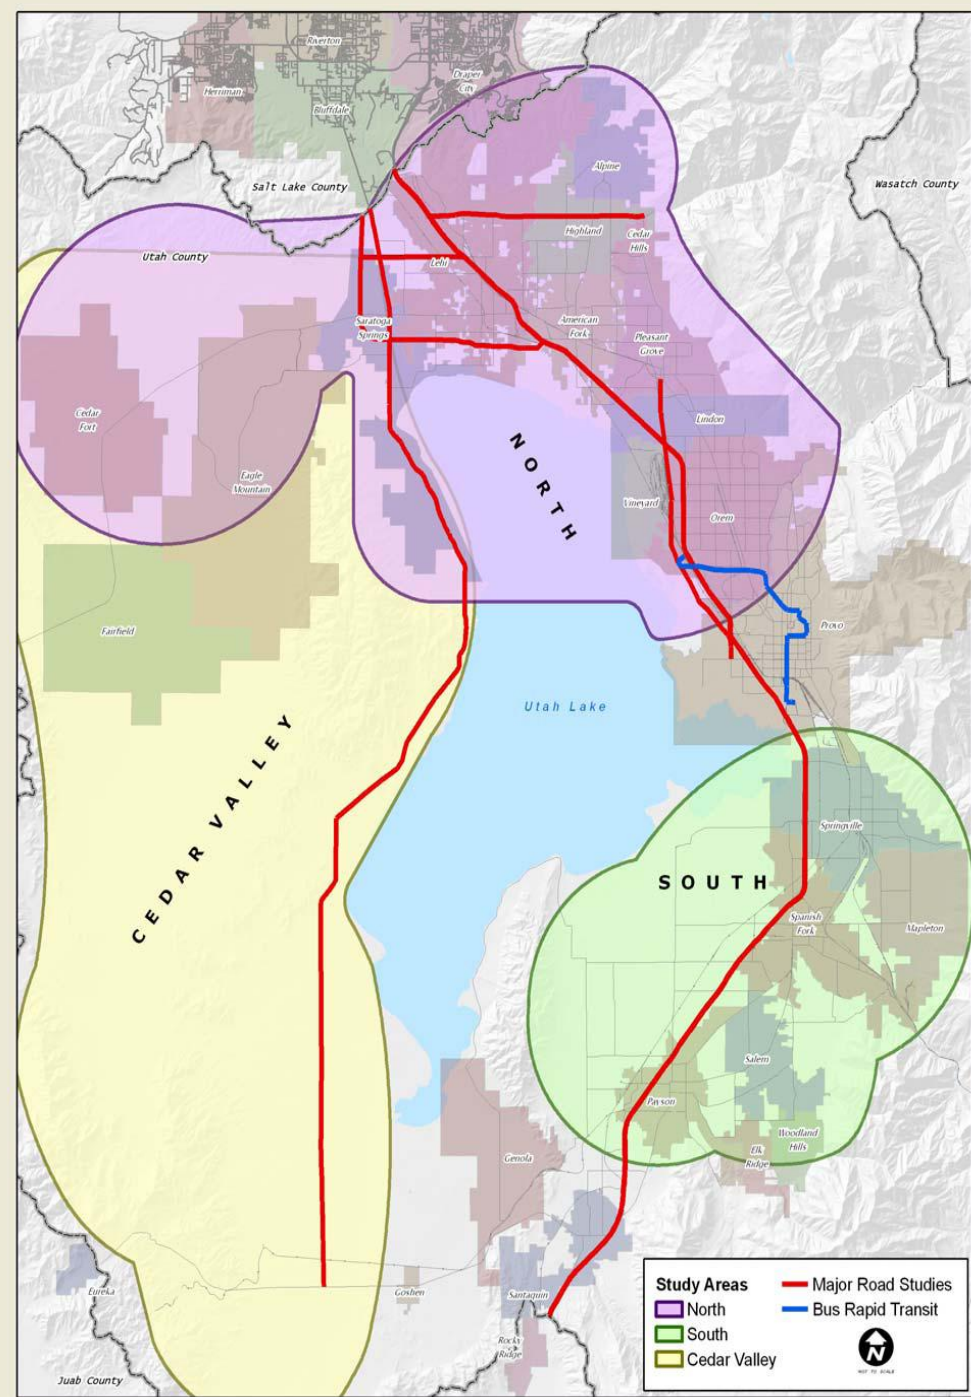 Riverton
Herriman
Draper
City
Bluffdale
Salt Lake County
Alpine
Wasatch County
Utah County
Highland
Cedar
Hills
Lehi
Saratoga
Springs
American
Fork
Pleasant
Grove
Cedar
Fort
Lindon
NORTH
Eagle
Mountain
Vineyard
Orem
Fairfield
Provo
Utah Lake
CEDAR VALLEY
Springville
SOUTH
Spanish
Fork
Mapleton
Salem
Payson
Woodland
Hills
Elk
Ridge
Genola
Eureka
Goshen
Santaquin
Rocky
Ridge
Juab County
Study Areas
North
South
Cedar Valley
Major Road Studies
Bus Rapid Transit
N
NOT TO SCALE